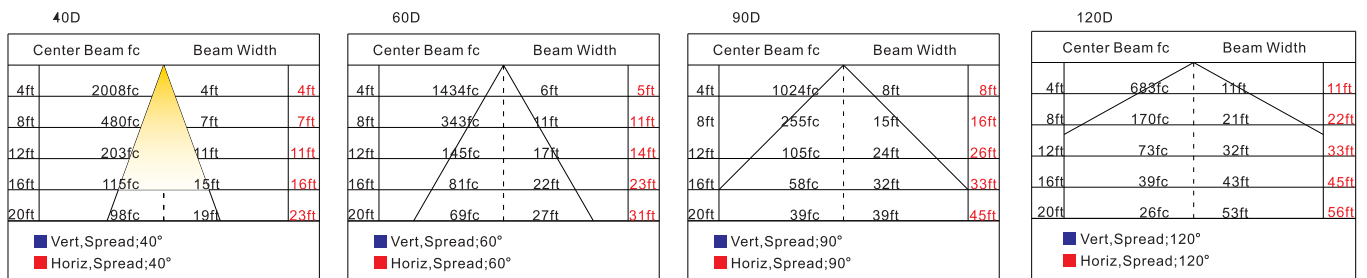 40D
60D
90D
120D
Center Beam fc Beam Width
4ft 2008fc 4ft 4ft
8ft 480fc 7ft 7ft
12ft 203fc 11ft 11ft
16ft 115fc 15ft 16ft
20ft 98fc 19ft 23ft
Vert,Spread;40°
Horiz,Spread;40°
Center Beam fc Beam Width
4ft 1434fc 6ft 5ft
8ft 343fc 11ft 11ft
12ft 145fc 17ft 14ft
16ft 81fc 22ft 23ft
20ft 69fc 27ft 31ft
Vert,Spread;60°
Horiz,Spread;60°
Center Beam fc Beam Width
4ft 1024fc 8ft 8ft
8ft 255fc 15ft 16ft
12ft 105fc 24ft 26ft
16ft 58fc 32ft 33ft
20ft 39fc 39ft 45ft
Vert,Spread;90°
Horiz,Spread;90°
Center Beam fc Beam Width
4ft 683fc 11ft 11ft
8ft 170fc 21ft 22ft
12ft 73fc 32ft 33ft
16ft 39fc 43ft 45ft
20ft 26fc 53ft 56ft
Vert,Spread;120°
Horiz,Spread;120°